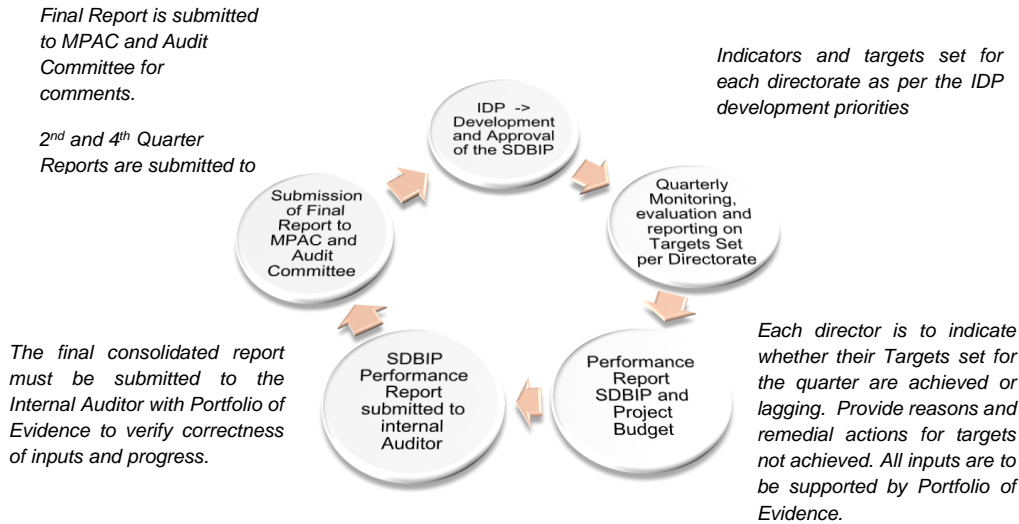 Final Report is submitted
to MPAC and Audit
Committee for
comments.
2nd and 4th Quarter
Reports are submitted to
Indicators and targets set for
each directorate as per the IDP
development priorities
IDP ->
Development
and Approval
of the SDBIP
Quarterly
Monitoring,
evaluation and
reporting on
Targets Set
per Directorate
Submission
of Final
Report to
MPAC and
Audit
Committee
Each director is to indicate
whether their Targets set for
the quarter are achieved or
lagging. Provide reasons and
remedial actions for targets
not achieved. All inputs are to
be supported by Portfolio of
Evidence.
The final consolidated report
must be submitted to the
Internal Auditor with Portfolio of
Evidence to verify correctness
of inputs and progress.
SDBIP
Performance
Report
submitted to
internal
Auditor
Performance
Report
SDBIP and
Project
Budget